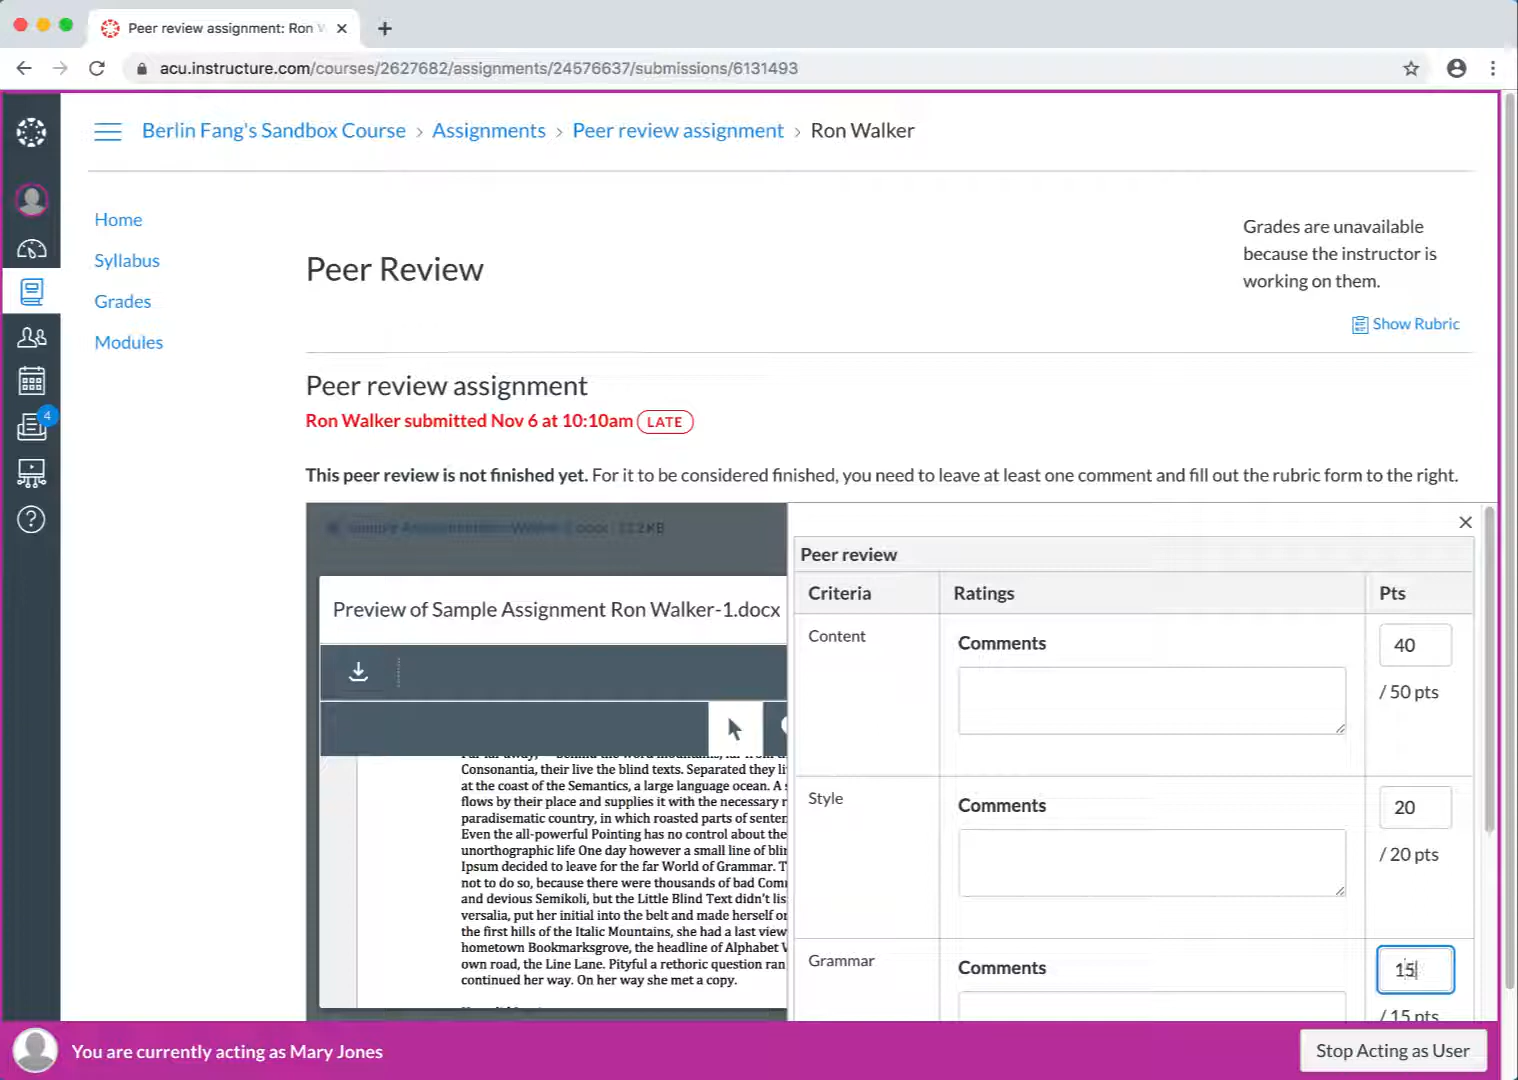 Peer review assignment: Ron
acu.instructure.com/courses/2627682/assignments/24576637/submissions/6131493
Berlin Fang's Sandbox Course › Assignments › Peer review assignment › Ron Walker
Home
Syllabus
Grades
Modules
4
Peer Review
Grades are unavailable
because the instructor is
working on them.
Show Rubric
Peer review assignment
Ron Walker submitted Nov 6 at 10:10am LATE
This peer review is not finished yet. For it to be considered finished, you need to leave at least one comment and fill out the rubric form to the right.
Preview of Sample Assignment Ron Walker-1.docx
Consonantia, their live the blind texts. Separated they li
at the coast of the Semantics, a large language ocean. A
flows by their place and supplies it with the necessary r
paradisematic country, in which roasted parts of senten
Even the all-powerful Pointing has no control about the
unorthographic life One day however a small line of blin
Ipsum decided to leave for the far World of Grammar. T
not to do so, because there were thousands of bad Com
and devious Semikoli, but the Little Blind Text didn't lis
versalia, put her initial into the belt and made herself o
the first hills of the Italic Mountains, she had a last view
hometown Bookmarksgrove, the headline of Alphabet V
own road, the Line Lane. Pityful a rethoric question ran
continued her way. On her way she met a copy.
Peer review
Criteria Ratings Pts
Content Comments 40
/ 50 pts
Style Comments 20
/ 20 pts
Grammar Comments 15
/ 15 pts
You are currently acting as Mary Jones
Stop Acting as User